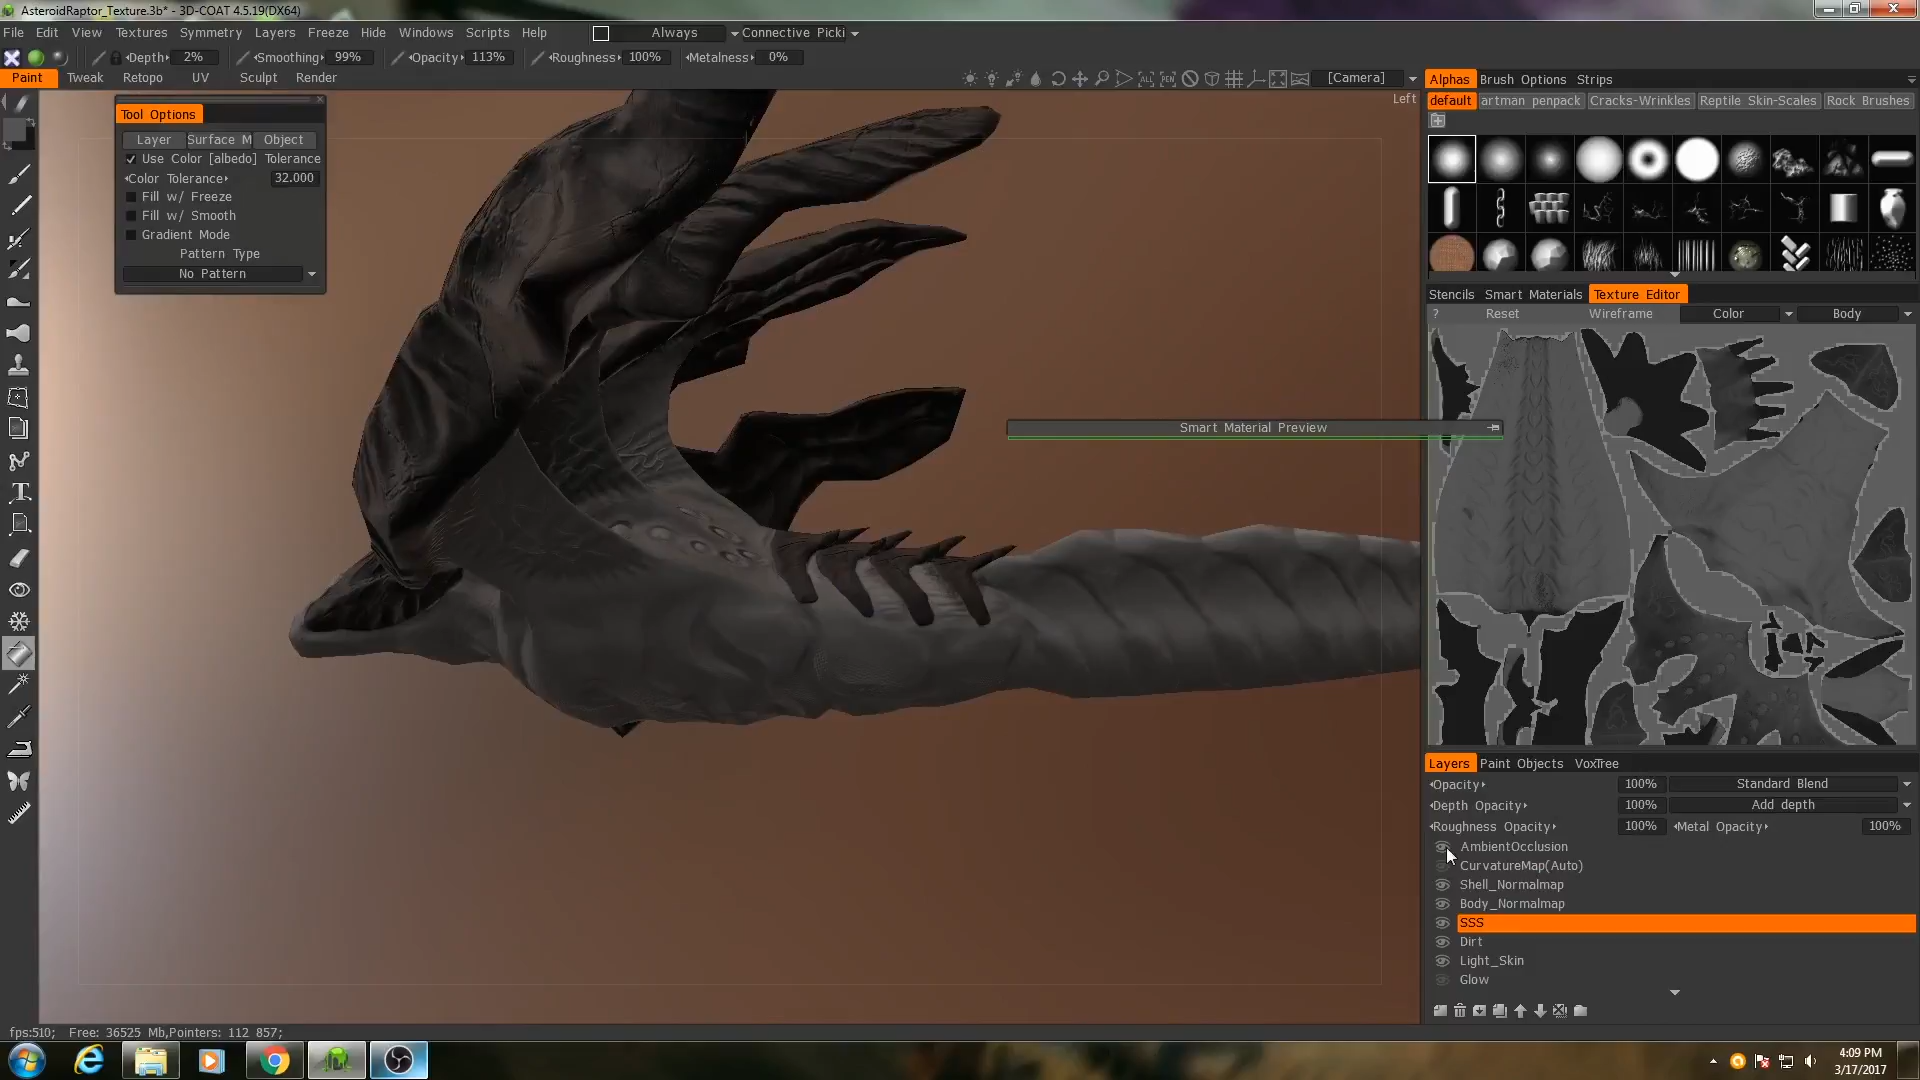 AsteroidRaptor_Texture.3b* - 3D-COAT 4.5.19(DX64)
File Edit View Textures Symmetry Layers Freeze Hide Windows Scripts Help Always Connective Picki
Depth 2% Smoothing 99% Opacity 113% Roughness 100% Metalness 0%
Paint Tweak Retopo UV Sculpt Render [Camera]
Left
Tool Options
Layer Surface M Object
Use Color [albedo] Tolerance
Color Tolerance 32.000
Fill w/ Freeze
Fill w/ Smooth
Gradient Mode
Pattern Type
No Pattern
Alphas Brush Options Strips
default artman penpack Cracks-Wrinkles Reptile Skin-Scales Rock Brushes
Stencils Smart Materials Texture Editor
? Reset Wireframe Color Body
Smart Material Preview
Layers Paint Objects VoxTree
Opacity 100% Standard Blend
Depth Opacity 100% Add depth
Roughness Opacity 100% Metal Opacity 100%
AmbientOcclusion
CurvatureMap(Auto)
Shell_Normalmap
Body_Normalmap
SSS
Dirt
Light_Skin
Glow
fps:510; Free: 36525 Mb,Pointers: 112 857;
4:09 PM
3/17/2017